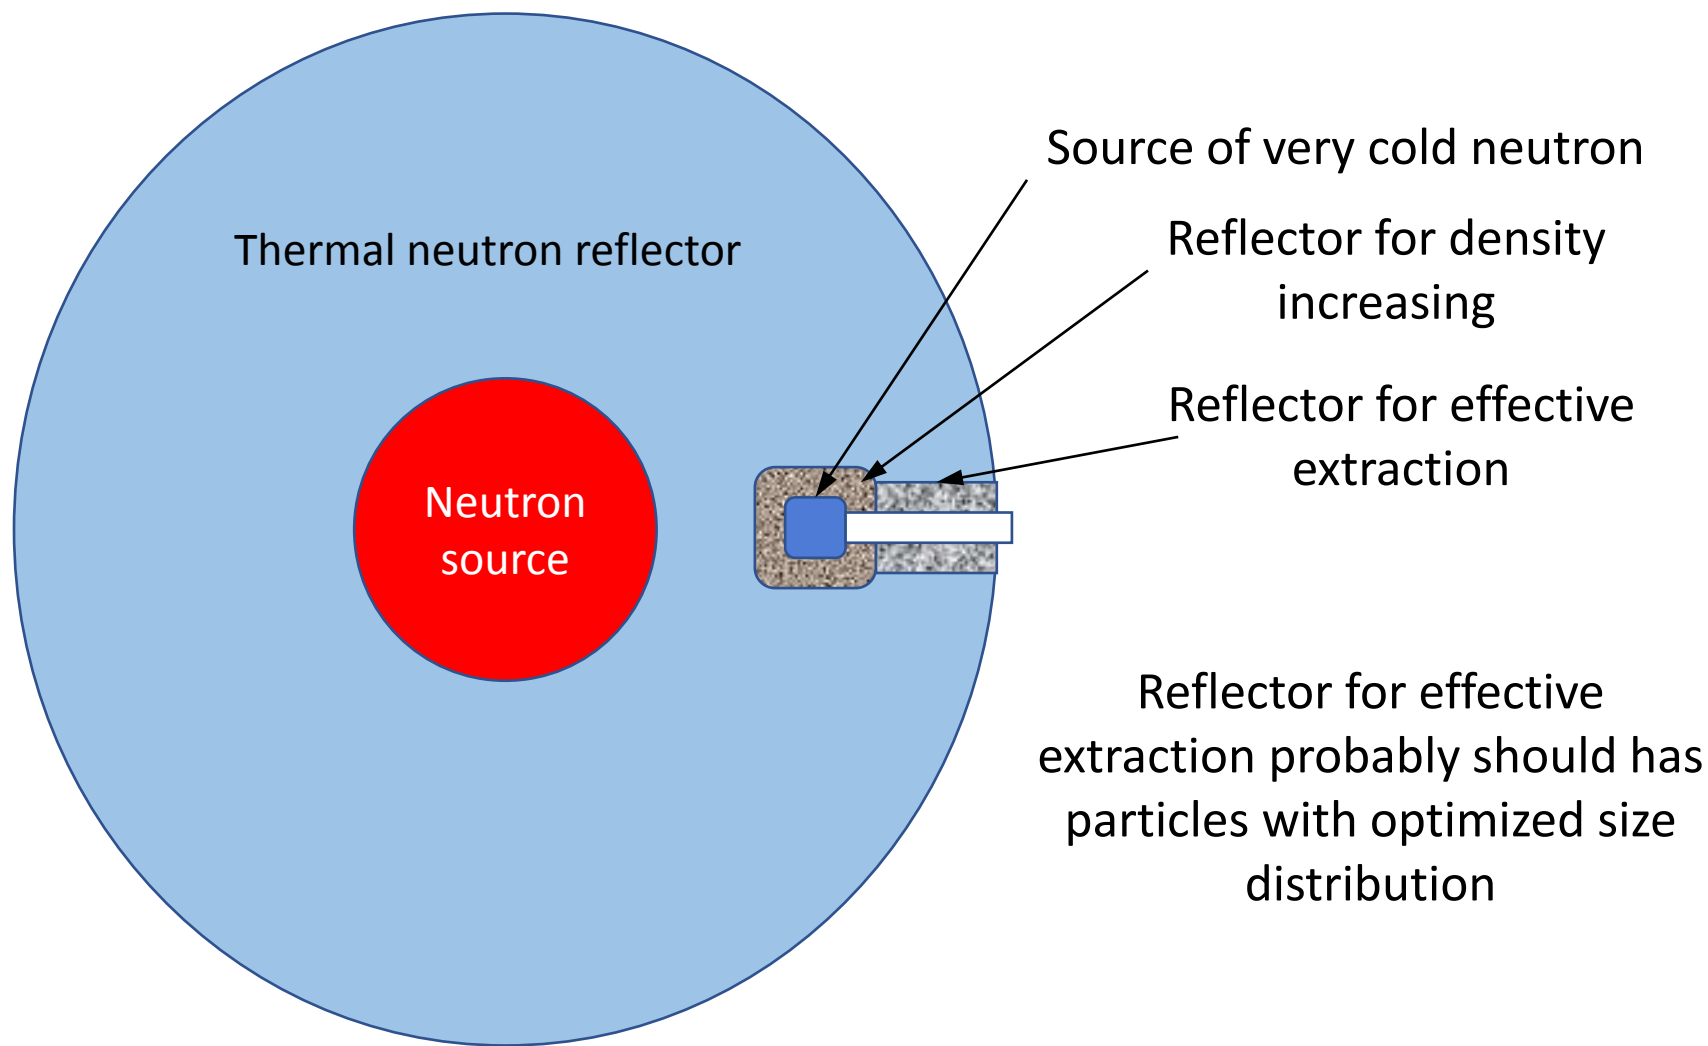 Source of very cold neutron
Reflector for density
increasing
Thermal neutron reflector
Reflector for effective
extraction
Neutron
source
Reflector for effective
extraction probably should has
particles with optimized size
distribution